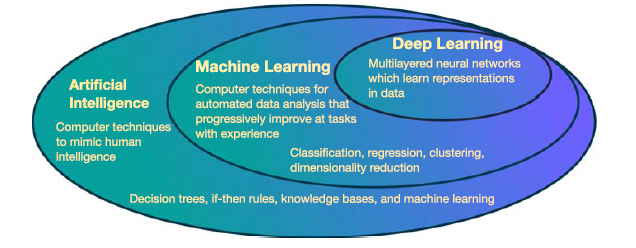 Deep Learning
Multilayered neural networks
which learn representations
in data
Machine Learning
Computer techniques for
automated data analysis that
progressively improve at tasks
with experience
Classification, regression, clustering,
dimensionality reduction
Artificial
Intelligence
Computer techniques
to mimic human
intelligence
Decision trees, if-then rules, knowledge bases, and machine learning